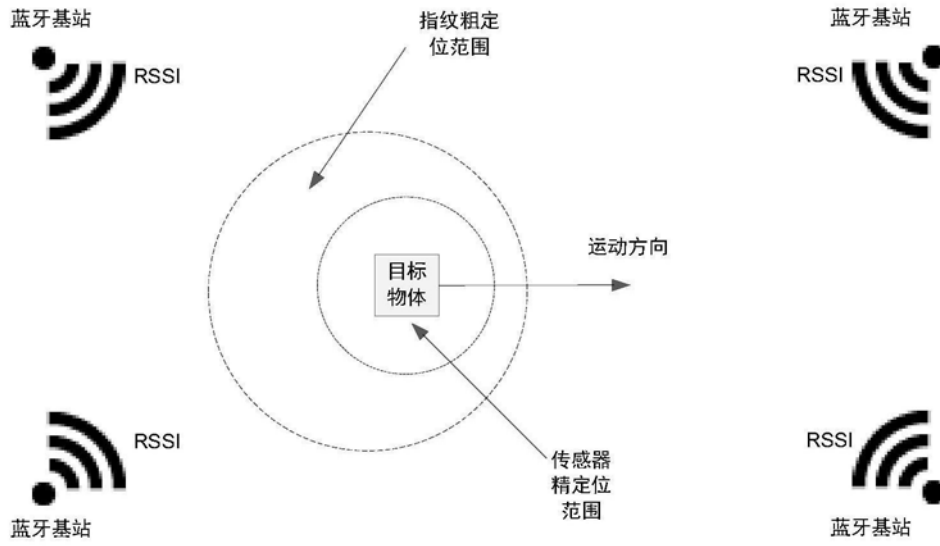 蓝牙基站
RSSI
指纹粗定
位范围
蓝牙基站
RSSI
运动方向
目标
物体
RSSI
蓝牙基站
传感器
精定位
范围
RSSI
蓝牙基站